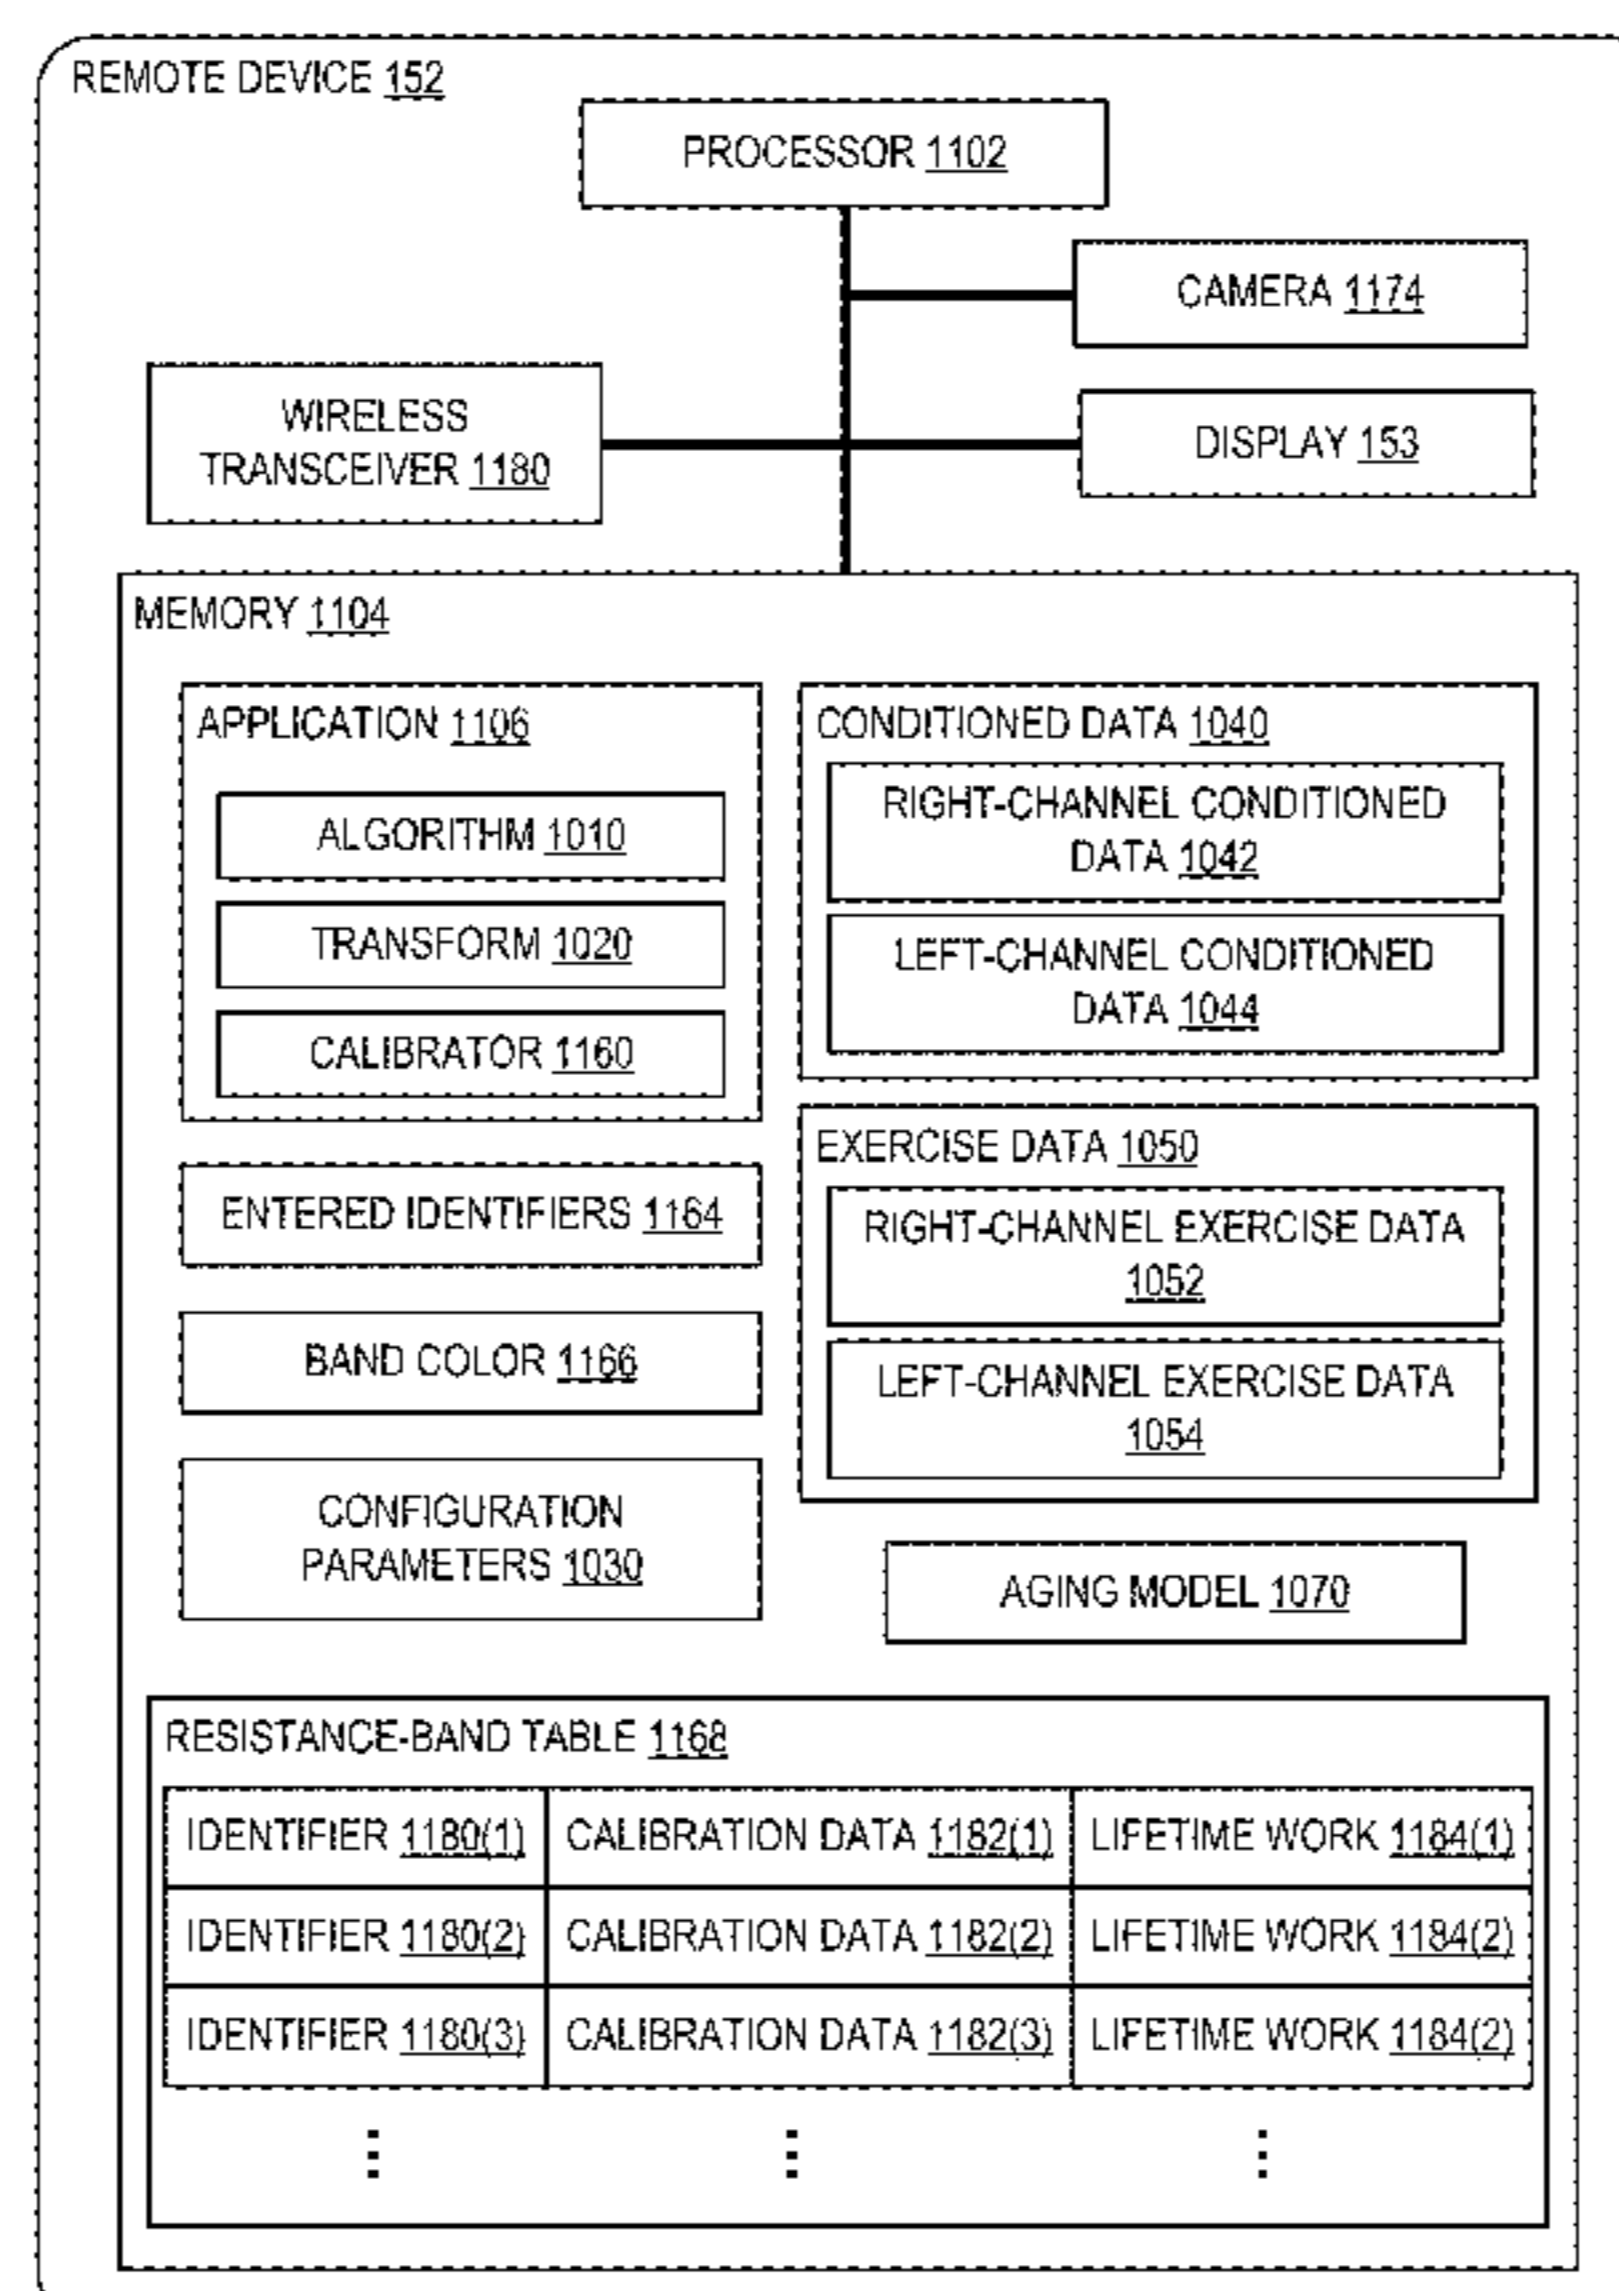 REMOTE DEVICE 152
PROCESSOR 1102
CAMERA 1174
WIRELESS
TRANSCEIVER 1180
DISPLAY 153
MEMORY 1104
APPLICATION 1106
ALGORITHM 1010
TRANSFORM 1020
CALIBRATOR 1160
ENTERED IDENTIFIERS 1164
BAND COLOR 1166
CONFIGURATION
PARAMETERS 1030
CONDITIONED DATA 1040
RIGHT-CHANNEL CONDITIONED
DATA 1042
LEFT-CHANNEL CONDITIONED
DATA 1044
EXERCISE DATA 1050
RIGHT-CHANNEL EXERCISE DATA
1052
LEFT-CHANNEL EXERCISE DATA
1054
AGING MODEL 1070
RESISTANCE-BAND TABLE 1168
IDENTIFIER 1180(1) CALIBRATION DATA 1182(1) LIFETIME WORK 1184(1)
IDENTIFIER 1180(2) CALIBRATION DATA 1182(2) LIFETIME WORK 1184(2)
IDENTIFIER 1180(3) CALIBRATION DATA 1182(3) LIFETIME WORK 1184(2)